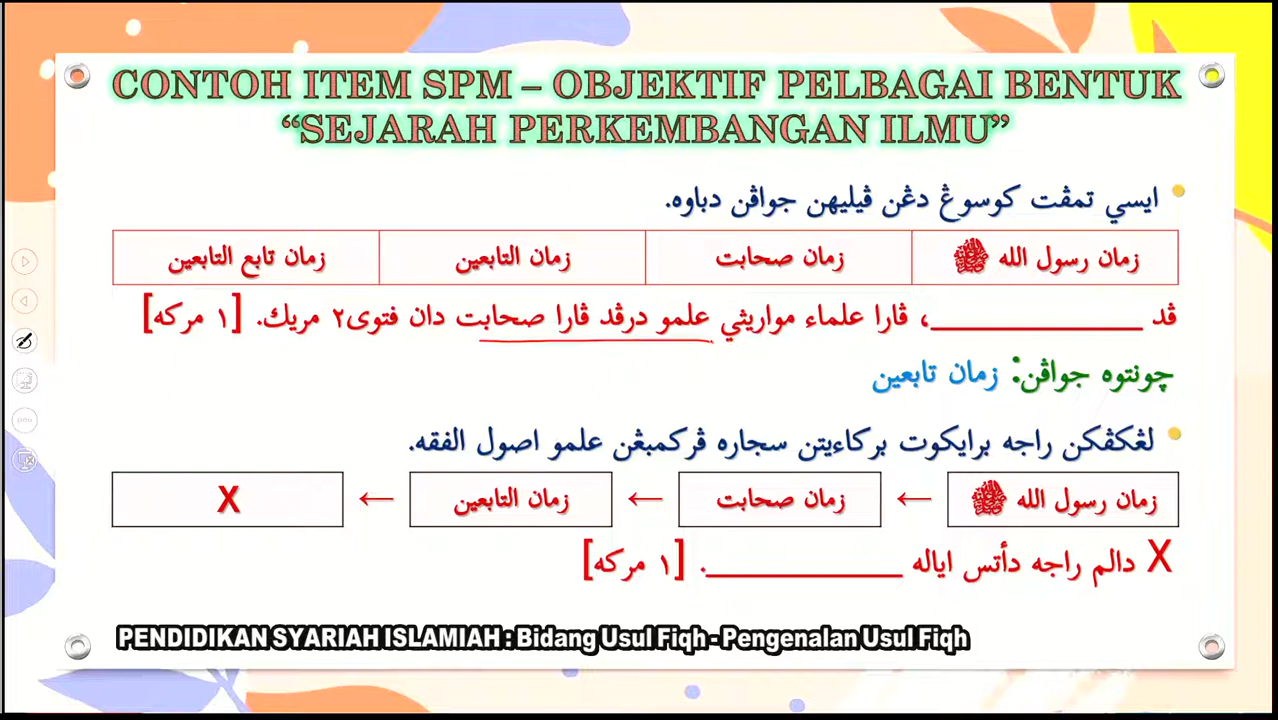 CONTOH ITEM SPM – OBJEKTIF PELBAGAI BENTUK
“SEJARAH PERKEMBANGAN ILMU”
ايسي تمڤت كوسوڠ دڠن ڤيليهن جواڤن دباوه.
زمان رسول الله ﷺ
زمان صحابت
زمان التابعين
زمان تابع التابعين
ڤد ____________، ڤارا علماء مواريثي علمو درڤد ڤارا صحابت دان فتوى٢ مريك. [١ مركه]
چونتوه جواڤن: زمان تابعين
لڠكڤكن راجه برايكوت بركاءيتن سجاره ڤركمبڠن علمو اصول الفقه.
زمان رسول الله ﷺ ← زمان صحابت ← زمان التابعين ← X
X دالم راجه دأتس اياله ____________. [١ مركه]
PENDIDIKAN SYARIAH ISLAMIAH : Bidang Usul Fiqh - Pengenalan Usul Fiqh